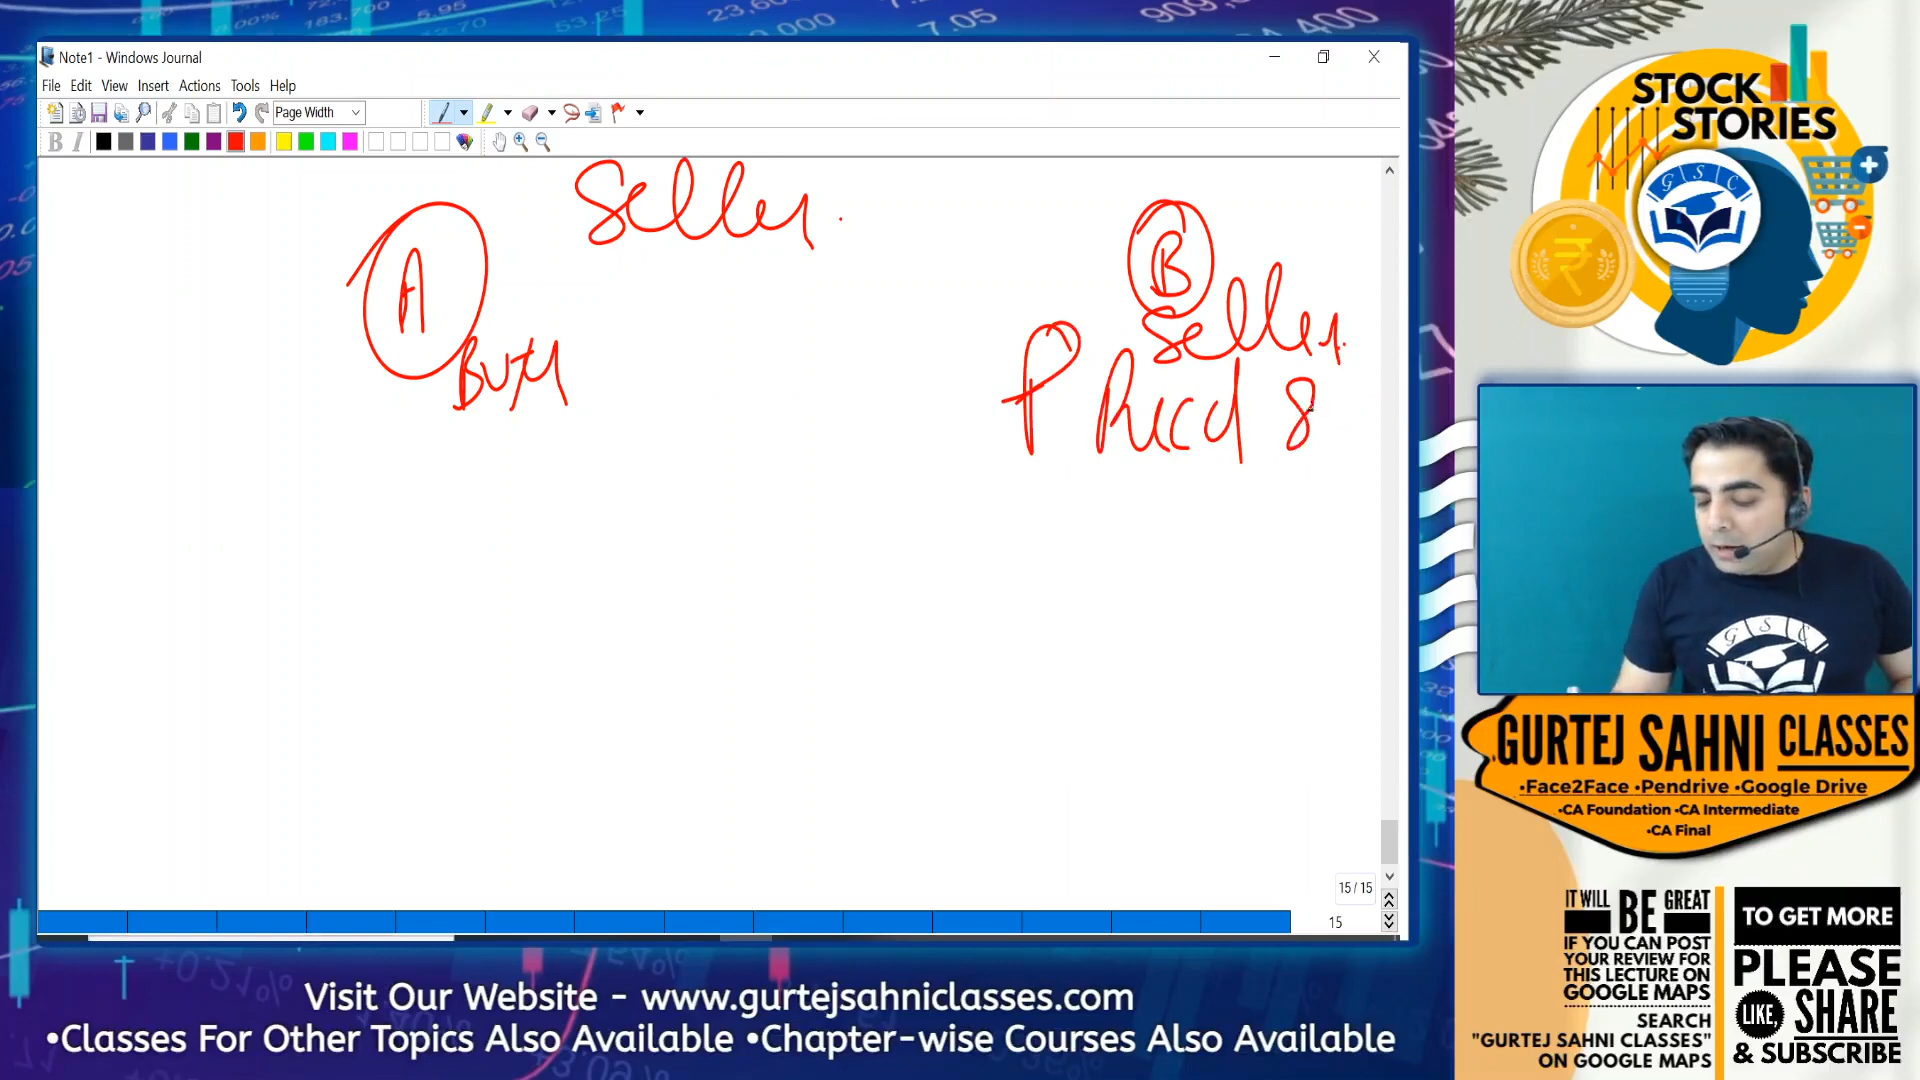 Note1 - Windows Journal
File Edit View Insert Actions Tools Help
Page Width
B I
Seller.
A
Buyer
B
Seller.
P Recd 8
15 / 15
15
STOCK
STORIES
G S C
G S C
GURTEJ SAHNI CLASSES
•Face2Face •Pendrive •Google Drive
•CA Foundation •CA Intermediate
•CA Final
IT WILL BE GREAT
IF YOU CAN POST
YOUR REVIEW FOR
THIS LECTURE ON
GOOGLE MAPS
SEARCH
"GURTEJ SAHNI CLASSES"
ON GOOGLE MAPS
TO GET MORE
PLEASE
LIKE, SHARE
& SUBSCRIBE
Visit Our Website - www.gurtejsahniclasses.com
•Classes For Other Topics Also Available •Chapter-wise Courses Also Available